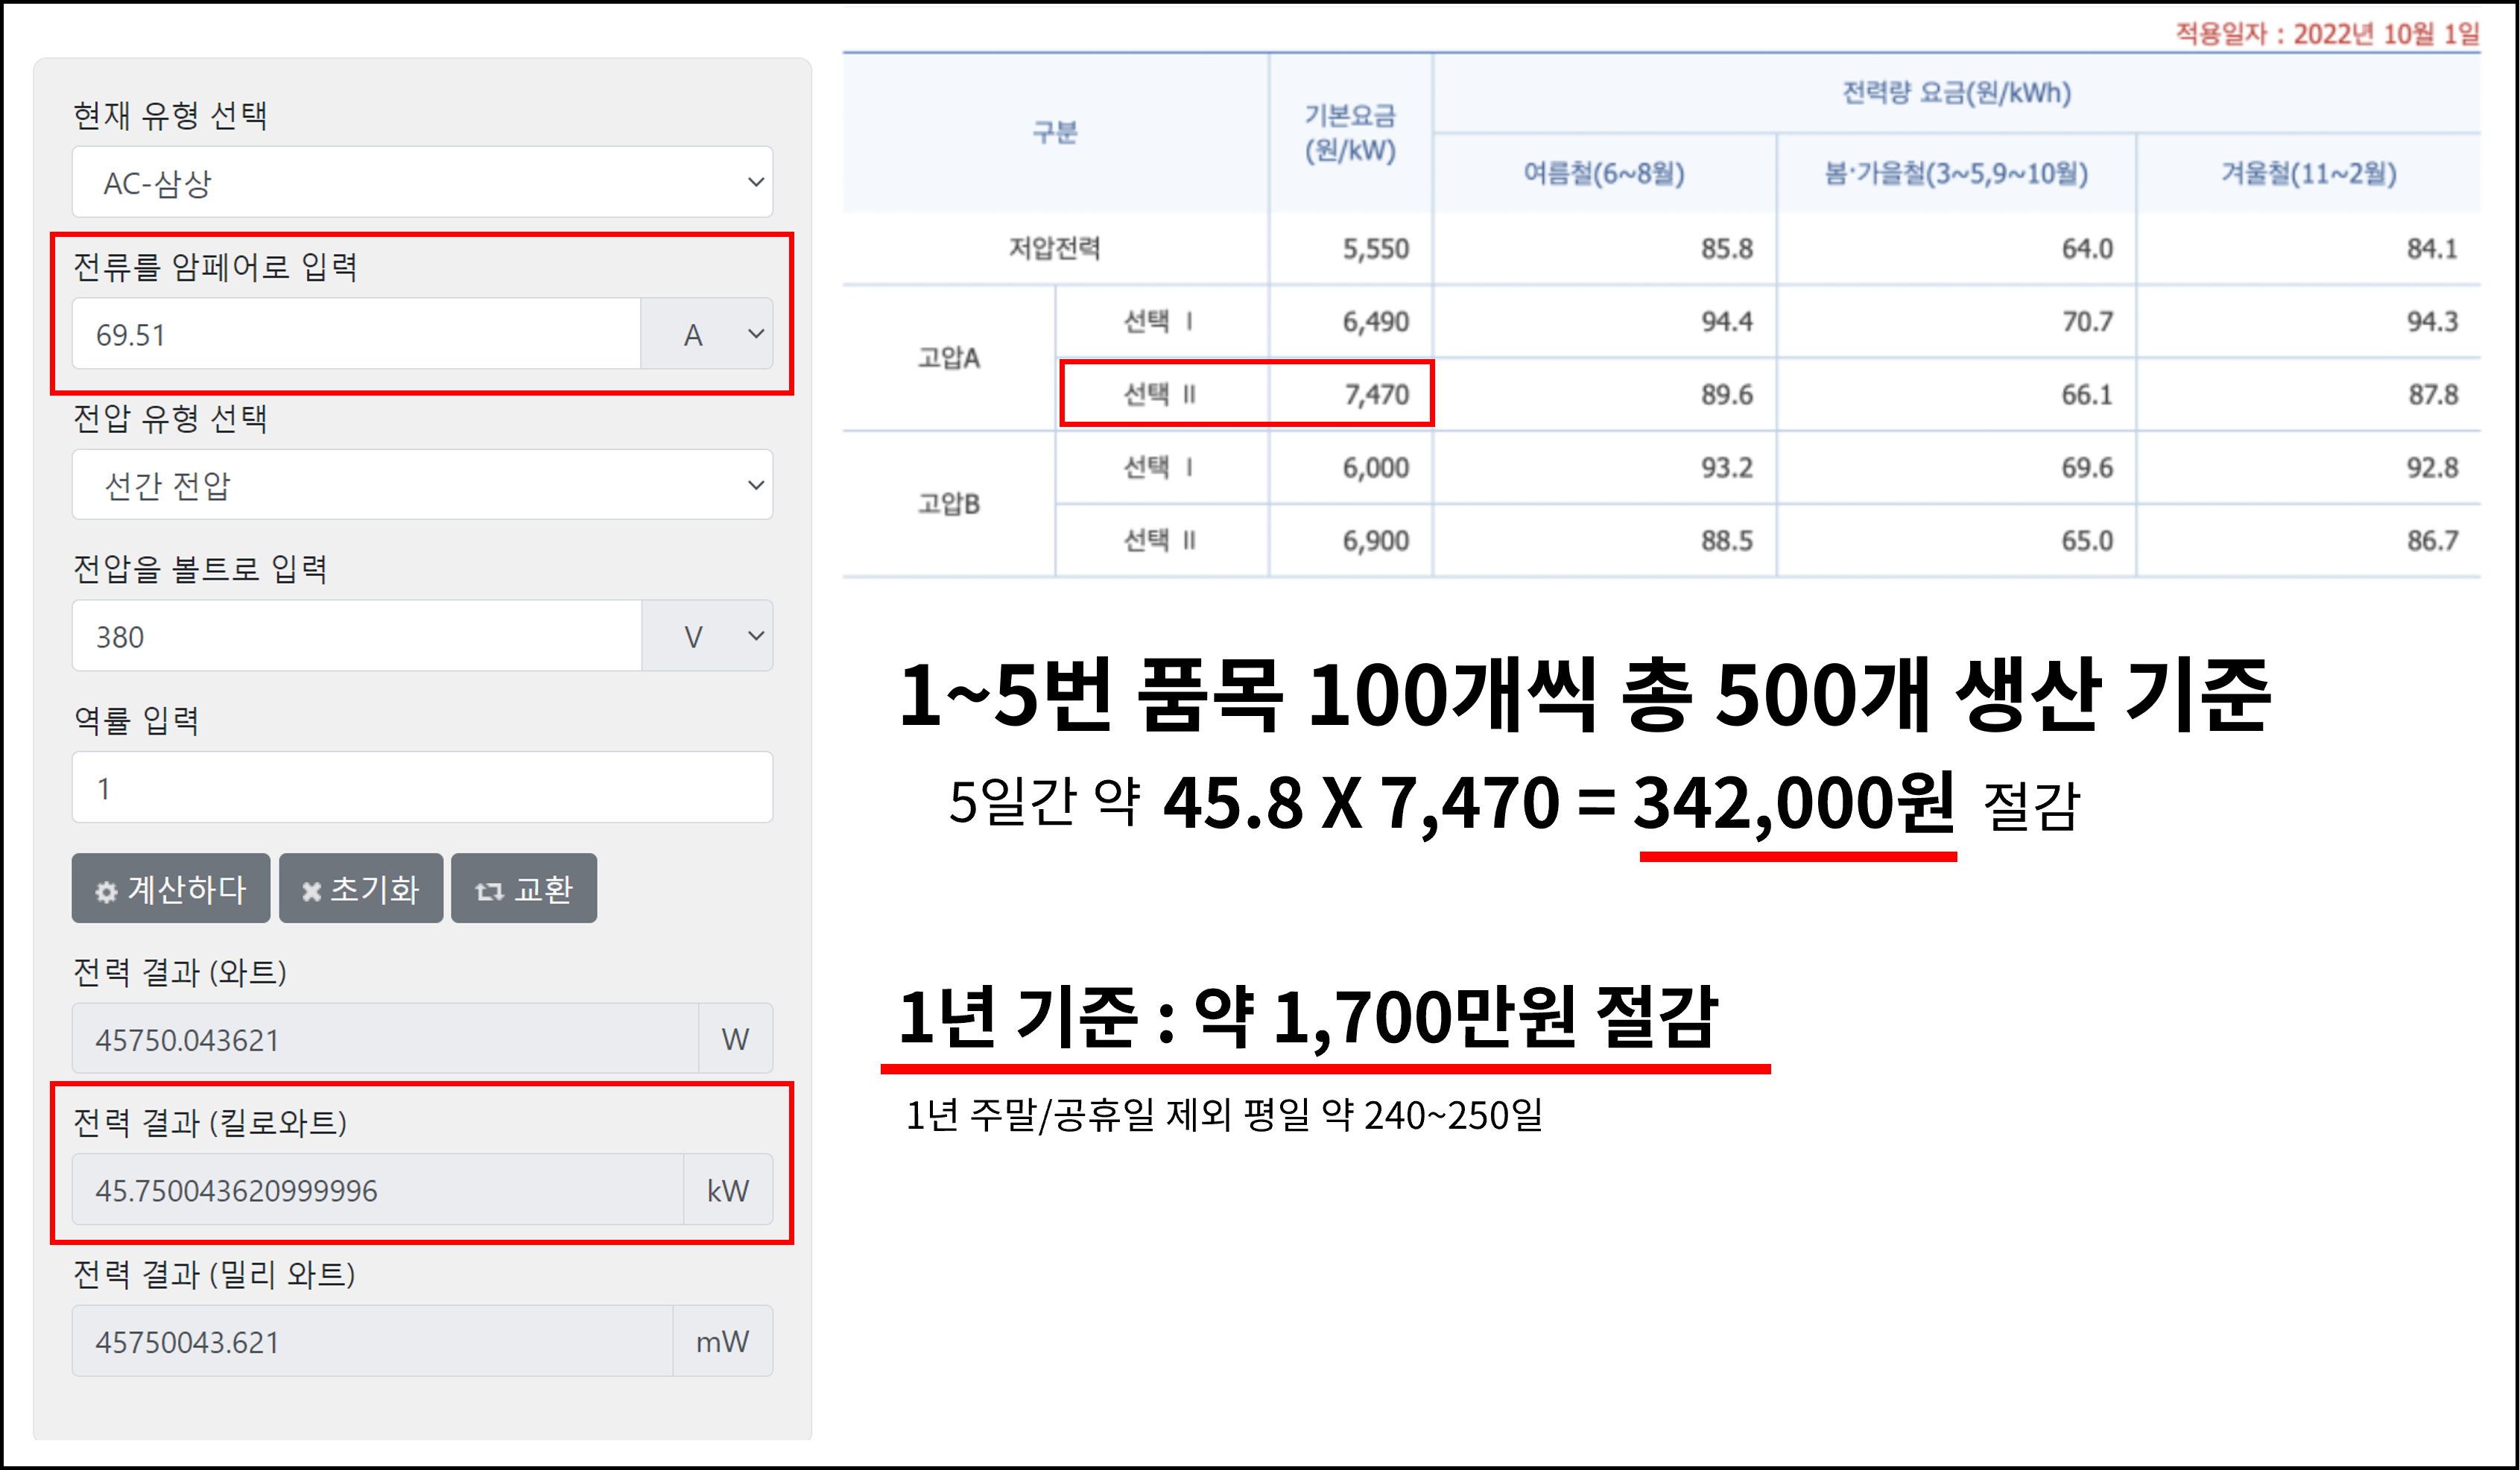 적용일자 : 2022년 10월 1일
현재 유형 선택
AC-삼상
전류를 암페어로 입력
69.51 A
전압 유형 선택
선간 전압
전압을 볼트로 입력
380 V
역률 입력
1
계산하다 초기화 교환
전력 결과 (와트)
45750.043621 W
전력 결과 (킬로와트)
45.750043620999996 kW
전력 결과 (밀리 와트)
45750043.621 mW
구분 기본요금 (원/kW) 전력량 요금(원/kWh)
여름철(6~8월) 봄·가을철(3~5,9~10월) 겨울철(11~2월)
저압전력 5,550 85.8 64.0 84.1
고압A 선택 Ⅰ 6,490 94.4 70.7 94.3
선택 Ⅱ 7,470 89.6 66.1 87.8
고압B 선택 Ⅰ 6,000 93.2 69.6 92.8
선택 Ⅱ 6,900 88.5 65.0 86.7
1~5번 품목 100개씩 총 500개 생산 기준
5일간 약 45.8 X 7,470 = 342,000원 절감
1년 기준 : 약 1,700만원 절감
1년 주말/공휴일 제외 평일 약 240~250일